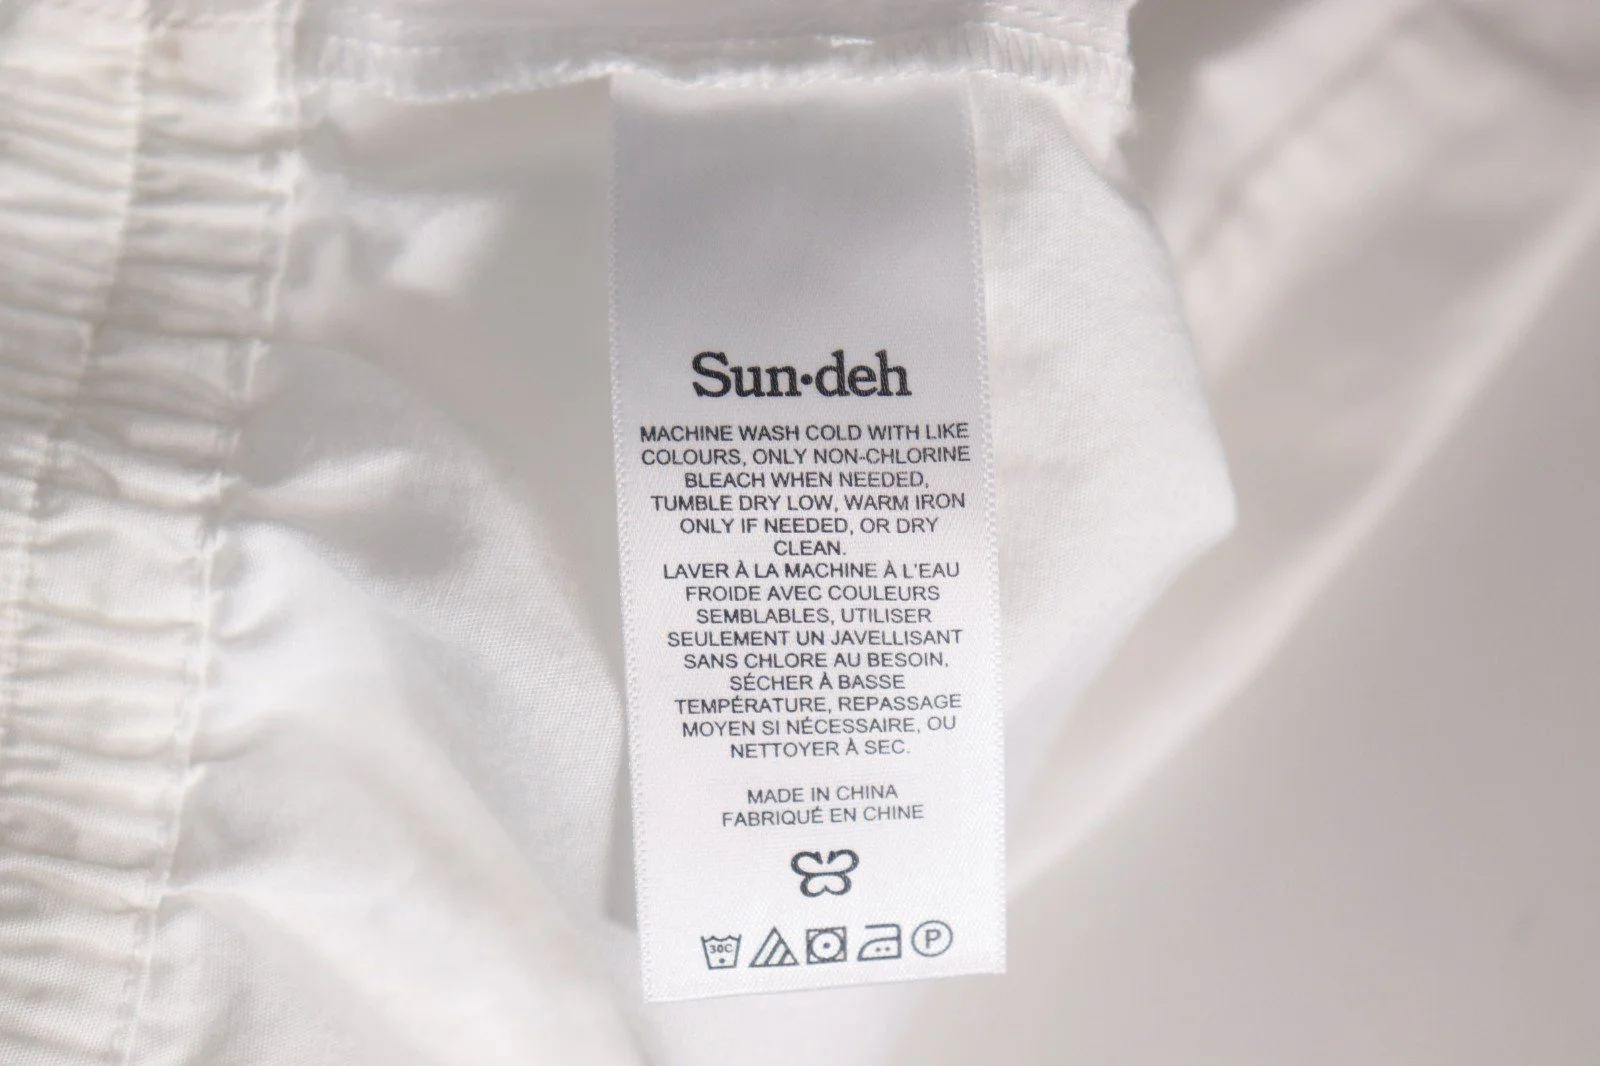 Sun•deh
MACHINE WASH COLD WITH LIKE
COLOURS, ONLY NON-CHLORINE
BLEACH WHEN NEEDED,
TUMBLE DRY LOW, WARM IRON
ONLY IF NEEDED, OR DRY
CLEAN.
LAVER À LA MACHINE À L'EAU
FROIDE AVEC COULEURS
SEMBLABLES, UTILISER
SEULEMENT UN JAVELLISANT
SANS CHLORE AU BESOIN,
SÉCHER À BASSE
TEMPÉRATURE, REPASSAGE
MOYEN SI NÉCESSAIRE, OU
NETTOYER À SEC.
MADE IN CHINA
FABRIQUÉ EN CHINE
30C P